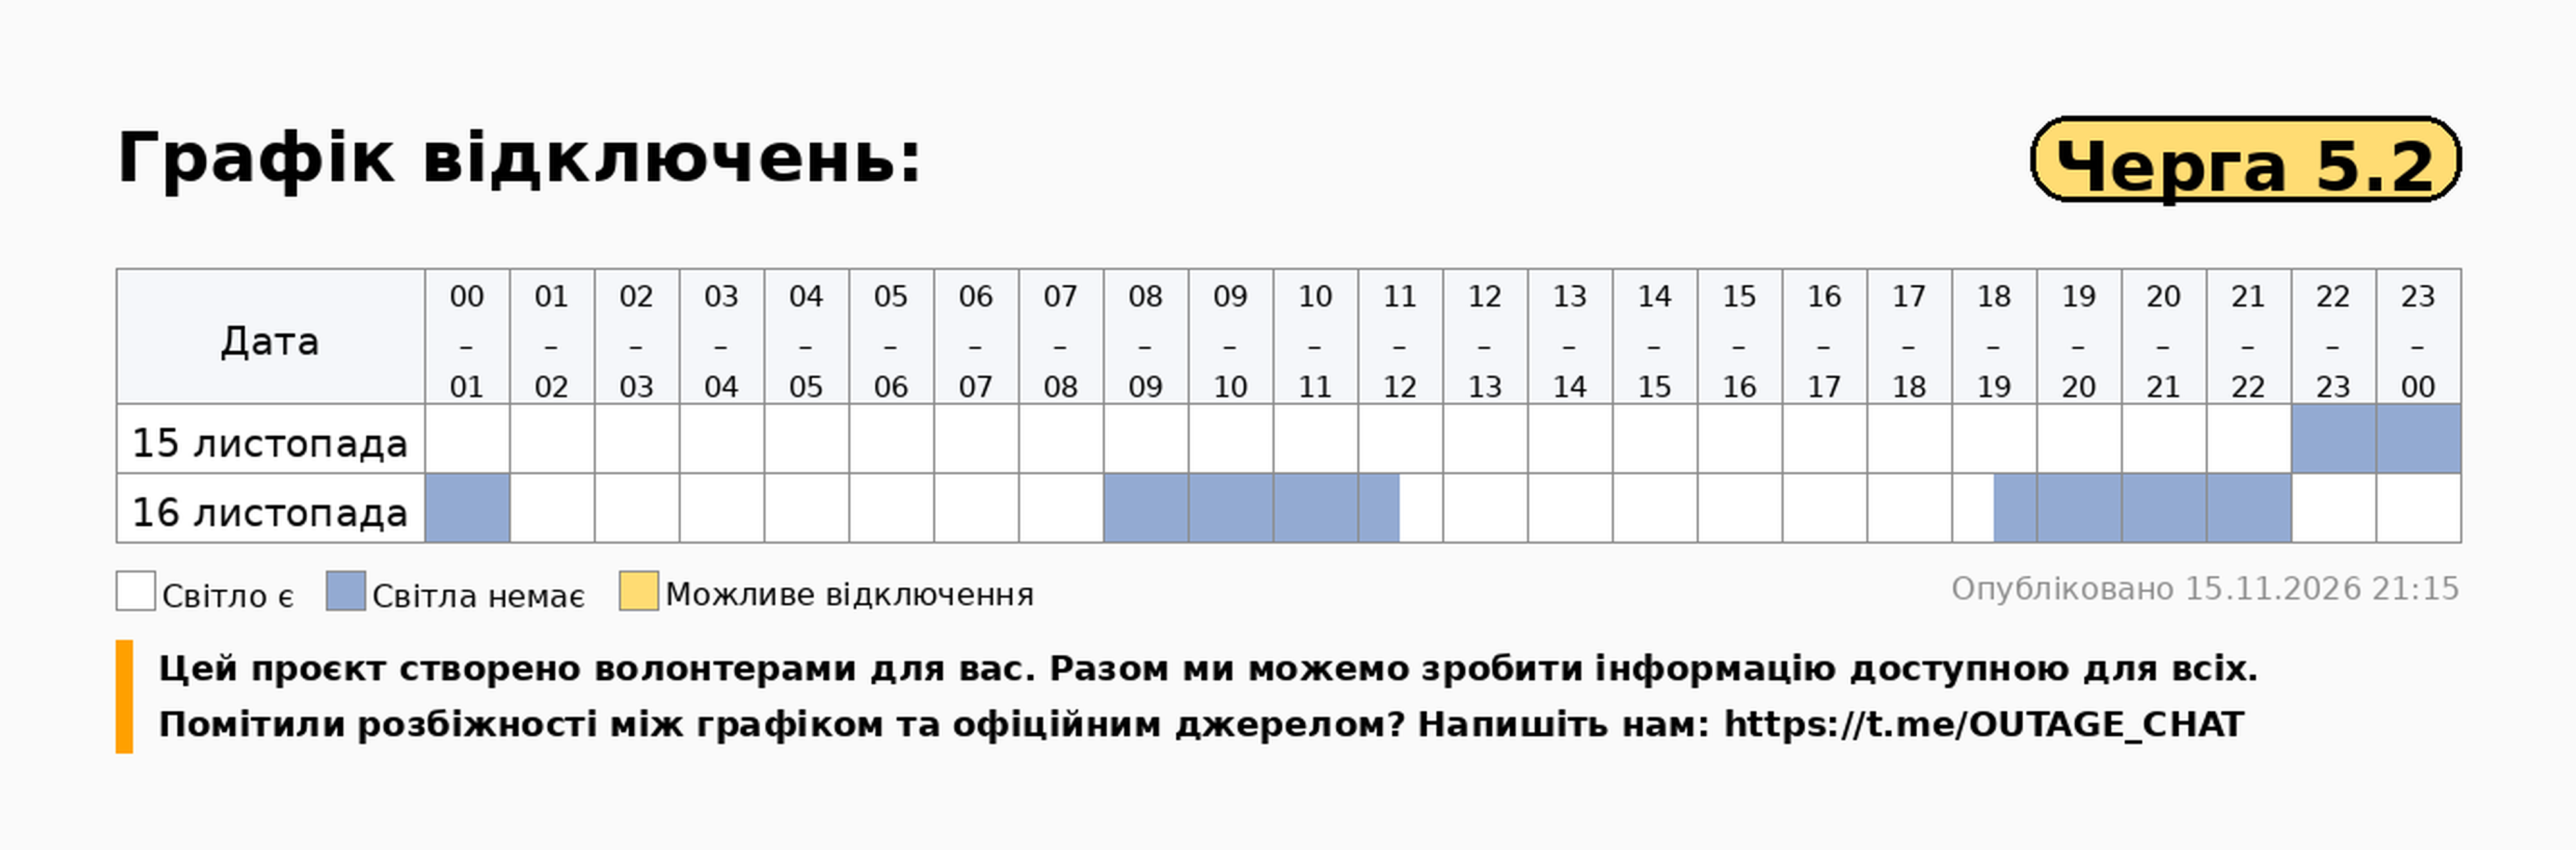 Графік відключень:
Черга 5.2
Дата 00 – 01 01 – 02 02 – 03 03 – 04 04 – 05 05 – 06 06 – 07 07 – 08 08 – 09 09 – 10 10 – 11 11 – 12 12 – 13 13 – 14 14 – 15 15 – 16 16 – 17 17 – 18 18 – 19 19 – 20 20 – 21 21 – 22 22 – 23 23 – 00
15 листопада
16 листопада
Світло є Світла немає Можливе відключення
Опубліковано 15.11.2026 21:15
Цей проєкт створено волонтерами для вас. Разом ми можемо зробити інформацію доступною для всіх.
Помітили розбіжності між графіком та офіційним джерелом? Напишіть нам: https://t.me/OUTAGE_CHAT